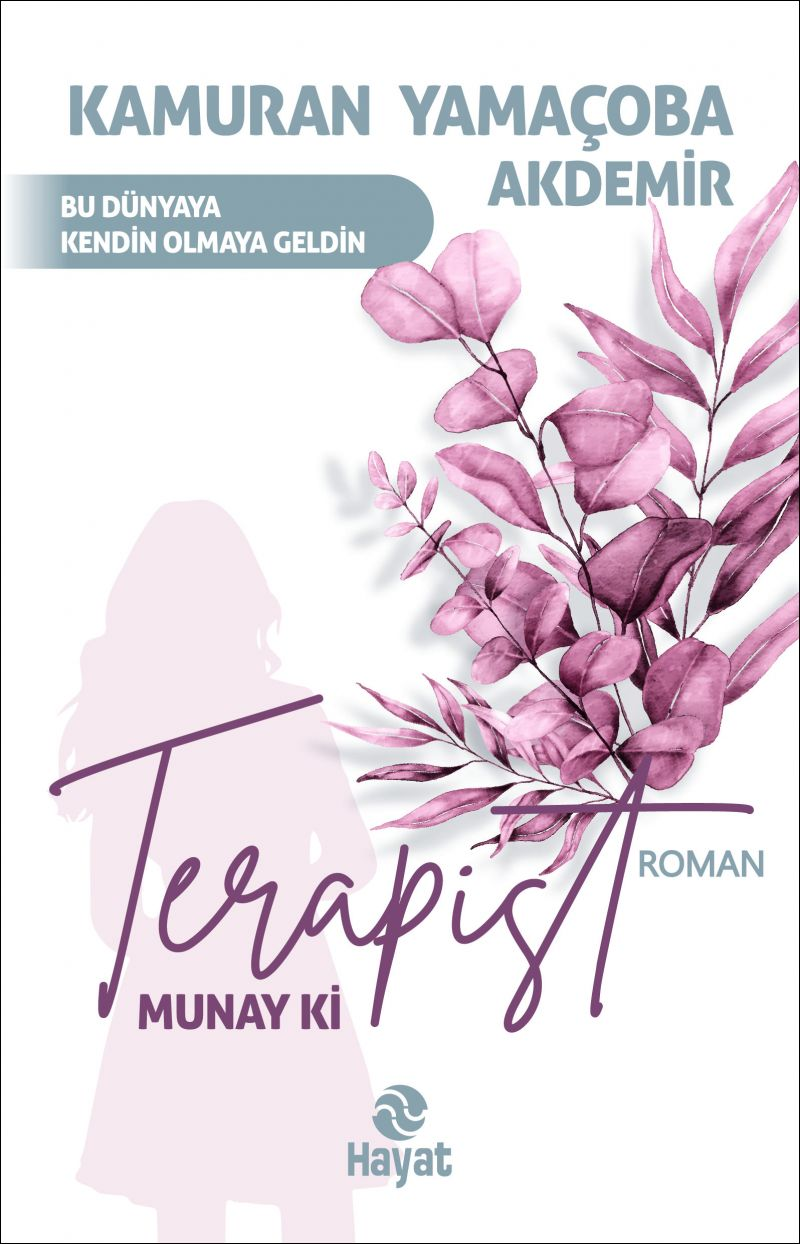 KAMURAN YAMAÇOBA
AKDEMİR
BU DÜNYAYA
KENDİN OLMAYA GELDİN
Terapist
ROMAN
MUNAY Kİ
Hayat